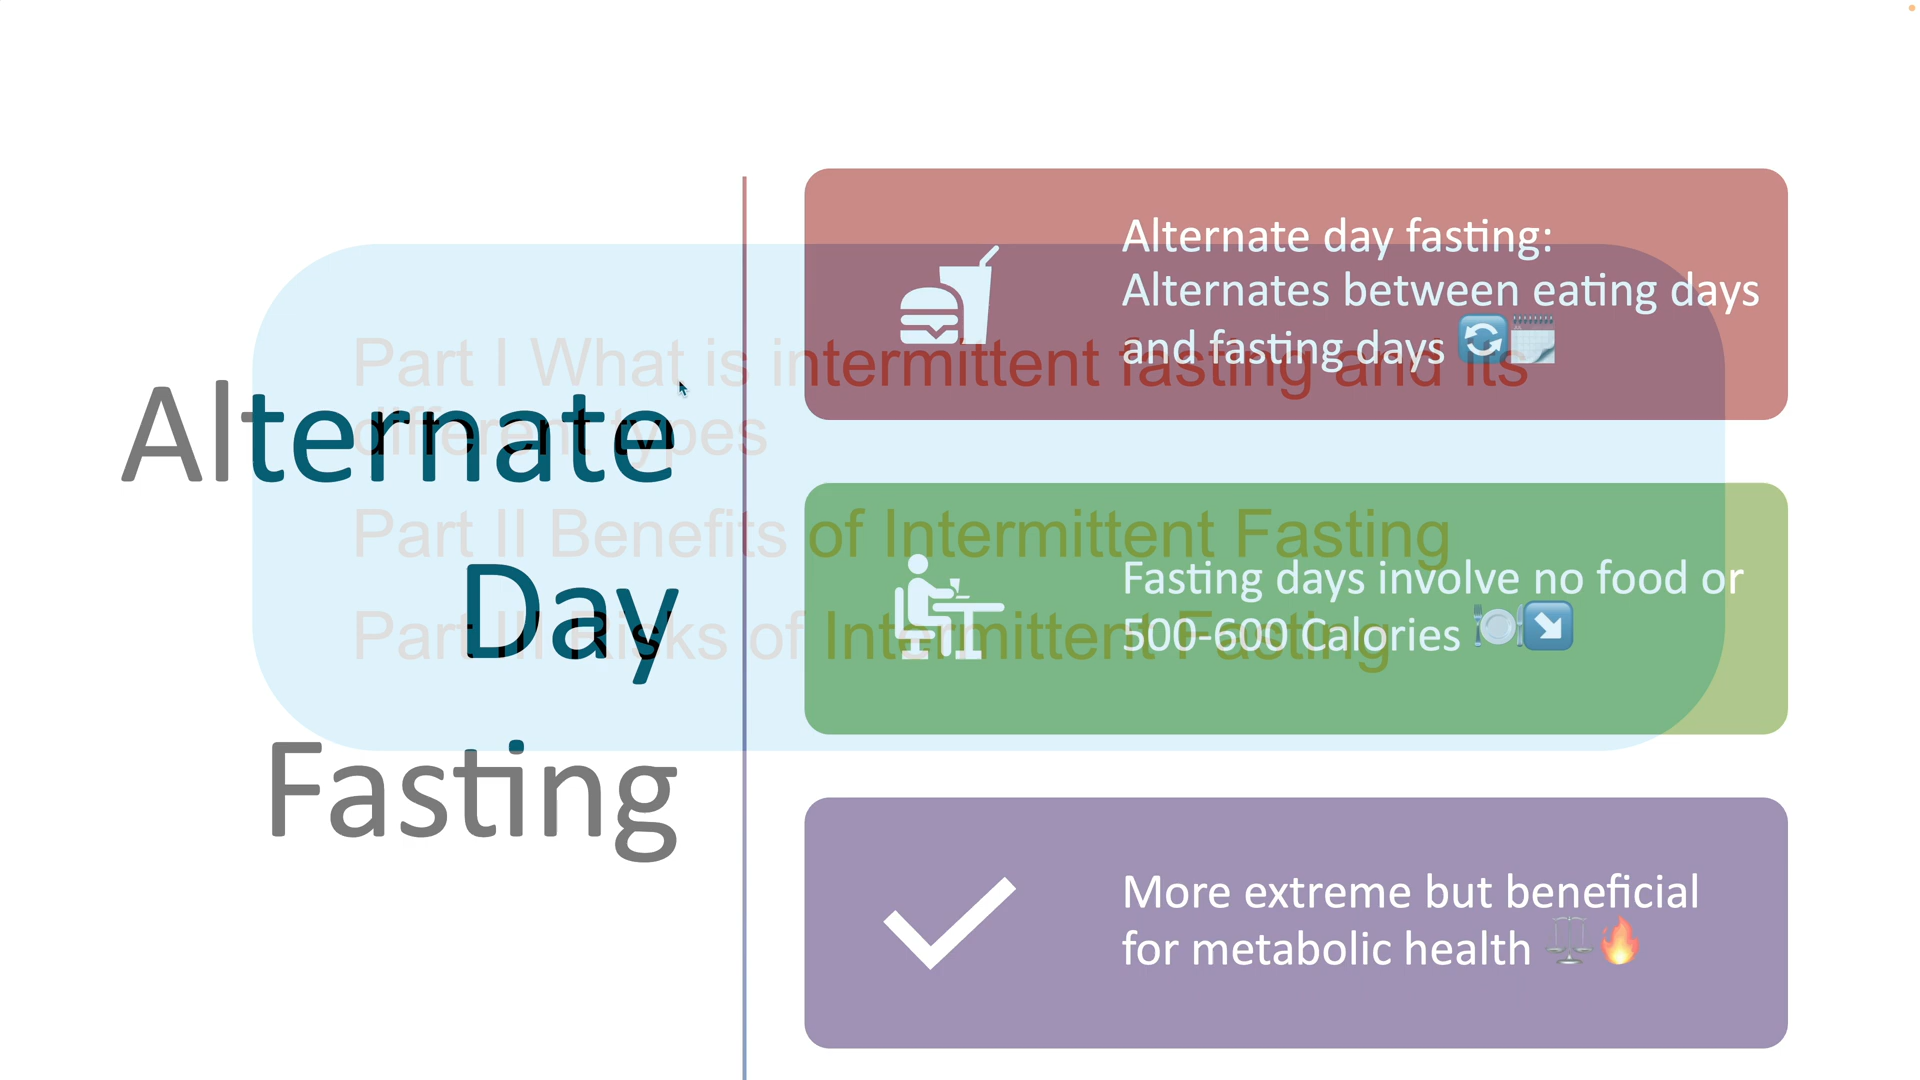 Alternate
Day
Fasting
Alternate day fasting:
Alternates between eating days
and fasting days
Fasting days involve no food or
500-600 Calories
More extreme but beneficial
for metabolic health
Part I What is intermittent fasting and its
different types
Part II Benefits of Intermittent Fasting
Part III Risks of Intermittent Fasting